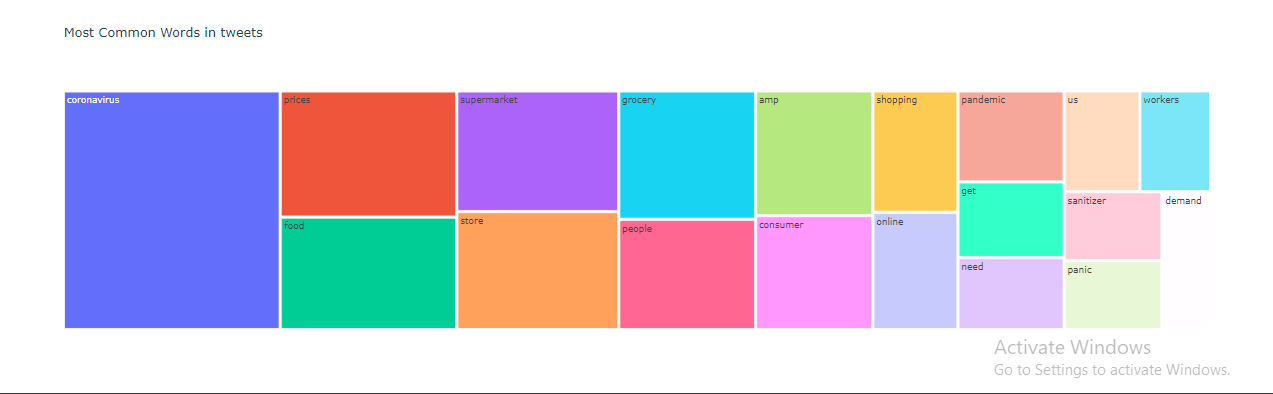 Most Common Words in tweets
coronavirus
prices
supermarket
grocery
amp
shopping
pandemic
us
workers
get
sanitizer
demand
food
store
people
consumer
online
need
panic
Activate Windows
Go to Settings to activate Windows.